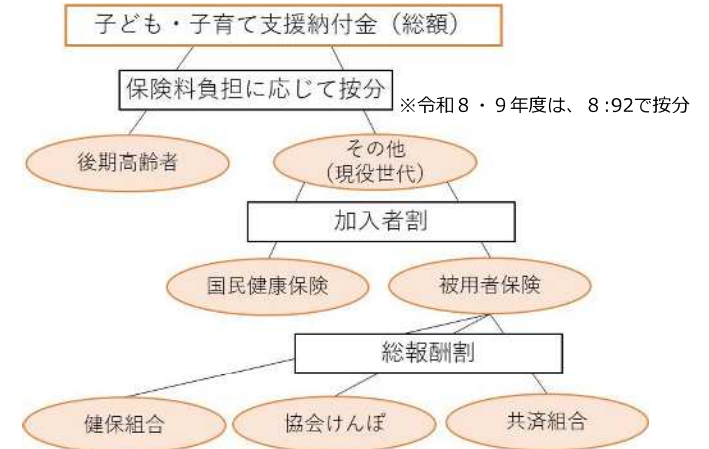 子ども・子育て支援納付金（総額）
保険料負担に応じて按分
※令和８・９年度は、８:92で按分
後期高齢者
その他
（現役世代）
加入者割
国民健康保険
被用者保険
総報酬割
健保組合
協会けんぽ
共済組合